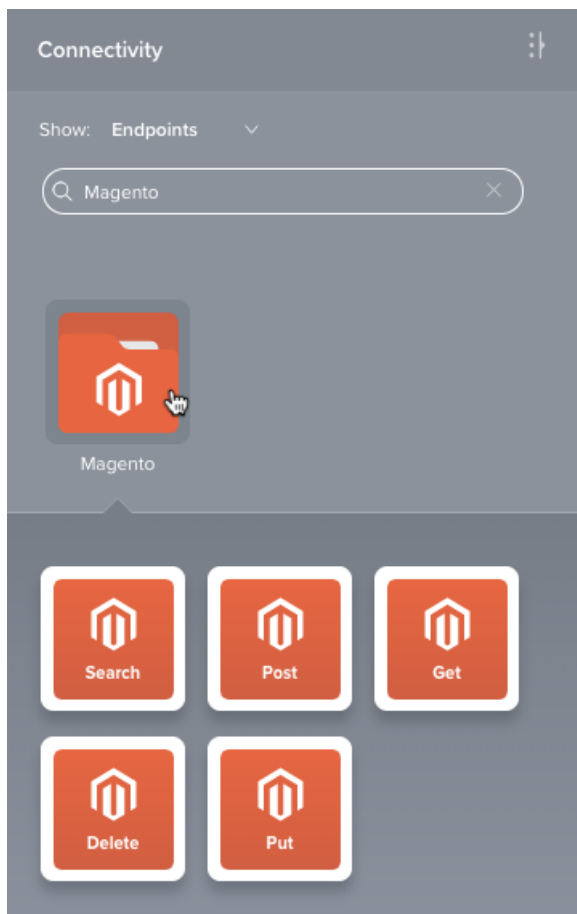 Connectivity
Show: Endpoints
Magento
Magento
Search Post Get
Delete Put